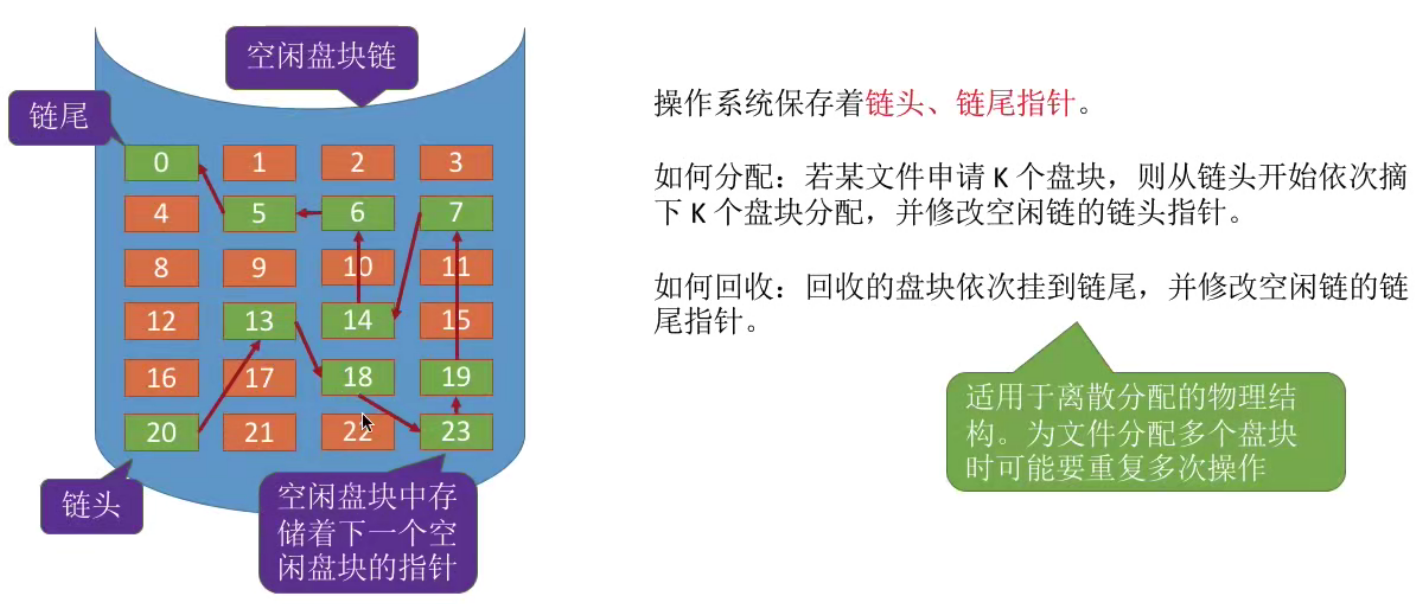 空闲盘块链
链尾
0 1 2 3
4 5 6 7
8 9 10 11
12 13 14 15
16 17 18 19
20 21 22 23
链头
空闲盘块中存
储着下一个空
闲盘块的指针
操作系统保存着链头、链尾指针。
如何分配：若某文件申请 K 个盘块，则从链头开始依次摘
下 K 个盘块分配，并修改空闲链的链头指针。
如何回收：回收的盘块依次挂到链尾，并修改空闲链的链
尾指针。
适用于离散分配的物理结
构。为文件分配多个盘块
时可能要重复多次操作